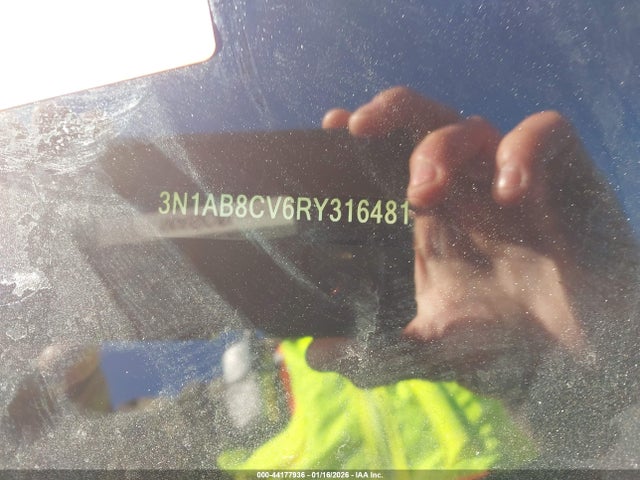 3N1AB8CV6RY316481
000-44177936 - 01/16/2026 - IAA Inc.